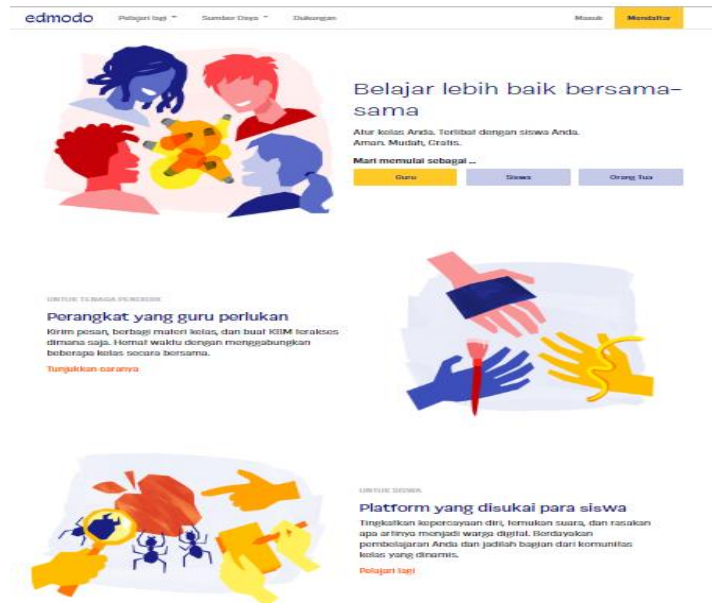 edmodo Pelajari lagi Sumber Daya Dukungan Masuk Mendaftar
Belajar lebih baik bersama-
sama
Atur kelas Anda. Terlibat dengan siswa Anda.
Aman. Mudah, Gratis.
Mari memulai sebagai ...
Guru Siswa Orang Tua
UNTUK TENAGA PENDIDIK
Perangkat yang guru perlukan
Kirim pesan, berbagi materi kelas, dan buat KBM terakses
dimana saja. Hemat waktu dengan menggabungkan
beberapa kelas secara bersama.
Tunjukkan caranya
UNTUK SISWA
Platform yang disukai para siswa
Tingkatkan kepercayaan diri, temukan suara, dan rasakan
apa artinya menjadi warga digital. Berdayakan
pembelajaran Anda dan jadilah bagian dari komunitas
kelas yang dinamis.
Pelajari lagi